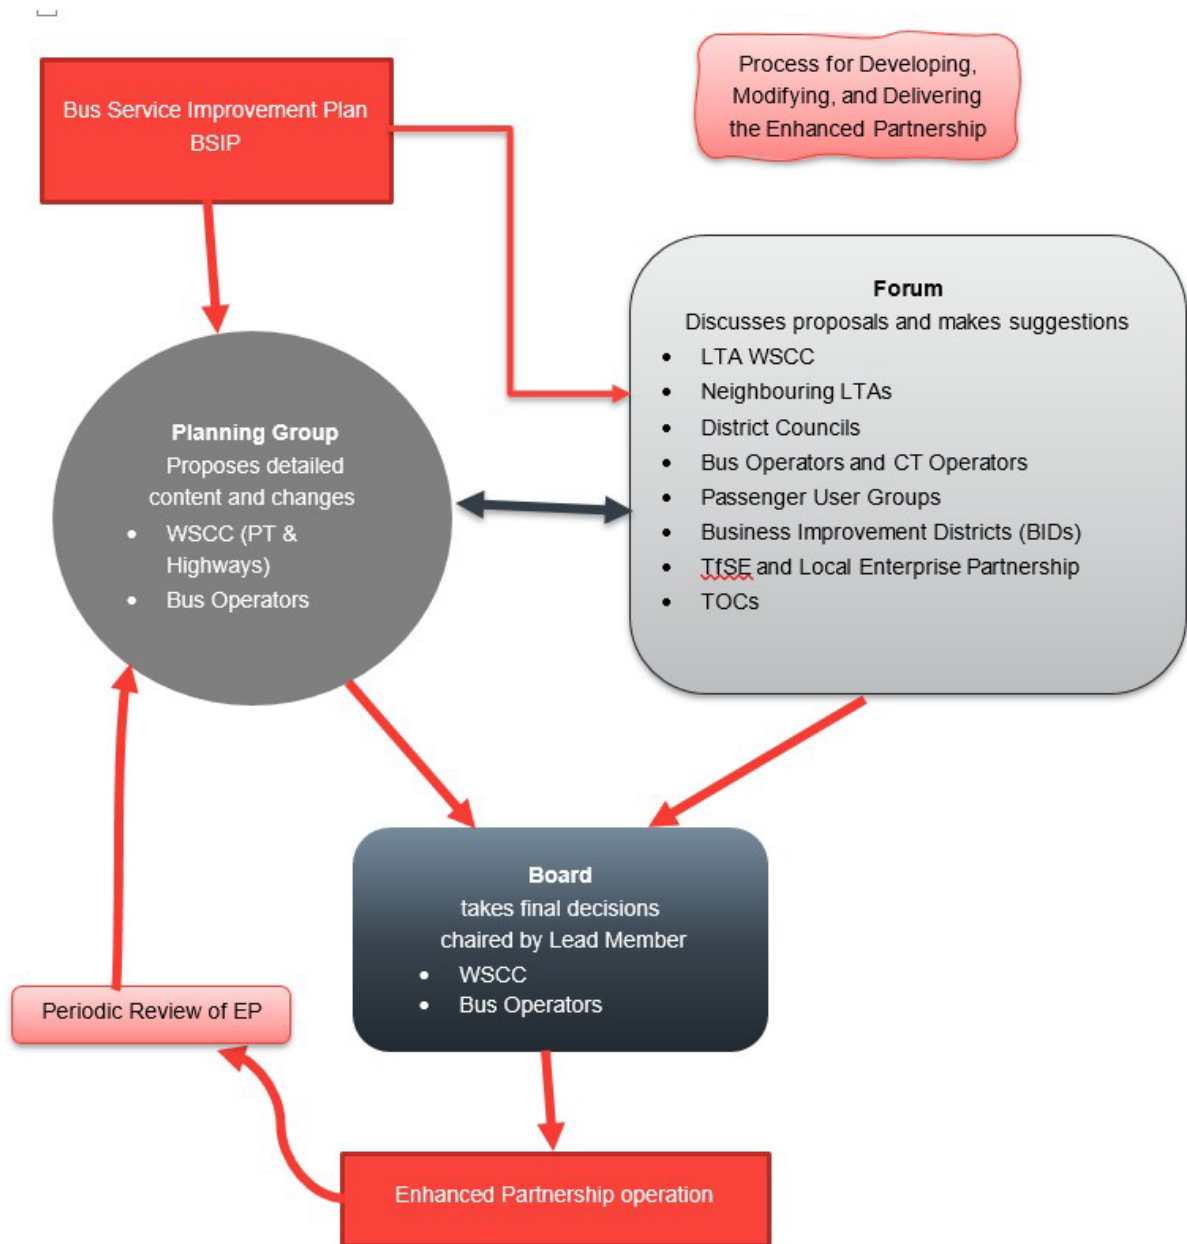 Process for Developing,
Modifying, and Delivering
the Enhanced Partnership
Bus Service Improvement Plan
BSIP
Forum
Discusses proposals and makes suggestions
• LTA WSCC
• Neighbouring LTAs
• District Councils
• Bus Operators and CT Operators
• Passenger User Groups
• Business Improvement Districts (BIDs)
• TfSE and Local Enterprise Partnership
• TOCs
Planning Group
Proposes detailed
content and changes
• WSCC (PT &
Highways)
• Bus Operators
Board
takes final decisions
chaired by Lead Member
• WSCC
• Bus Operators
Periodic Review of EP
Enhanced Partnership operation